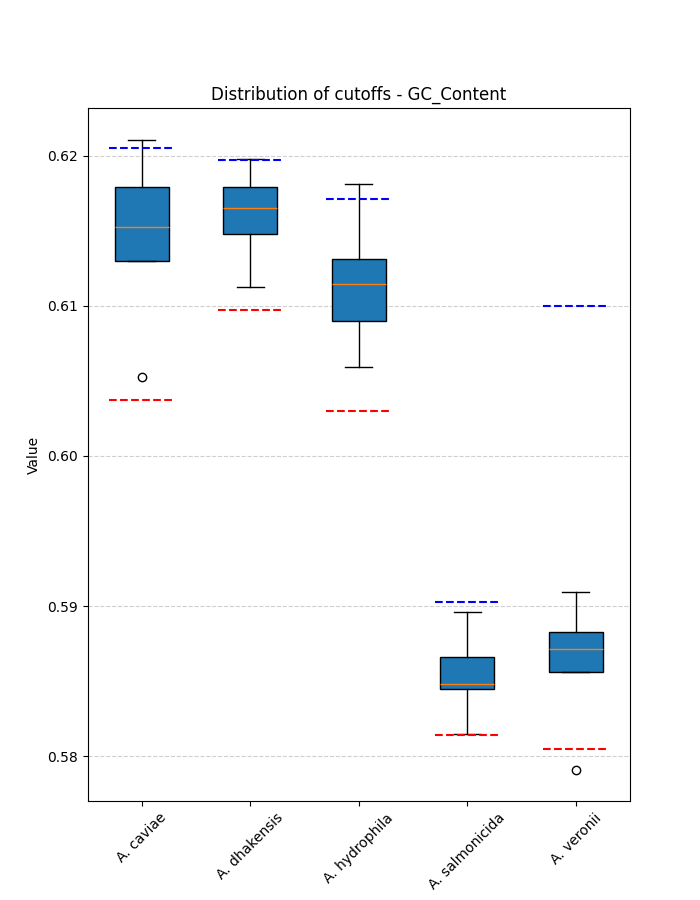 Distribution of cutoffs - GC_Content
0.62
0.61
0.60
0.59
0.58
Value
A. caviae
A. dhakensis
A. hydrophila
A. salmonicida
A. veronii